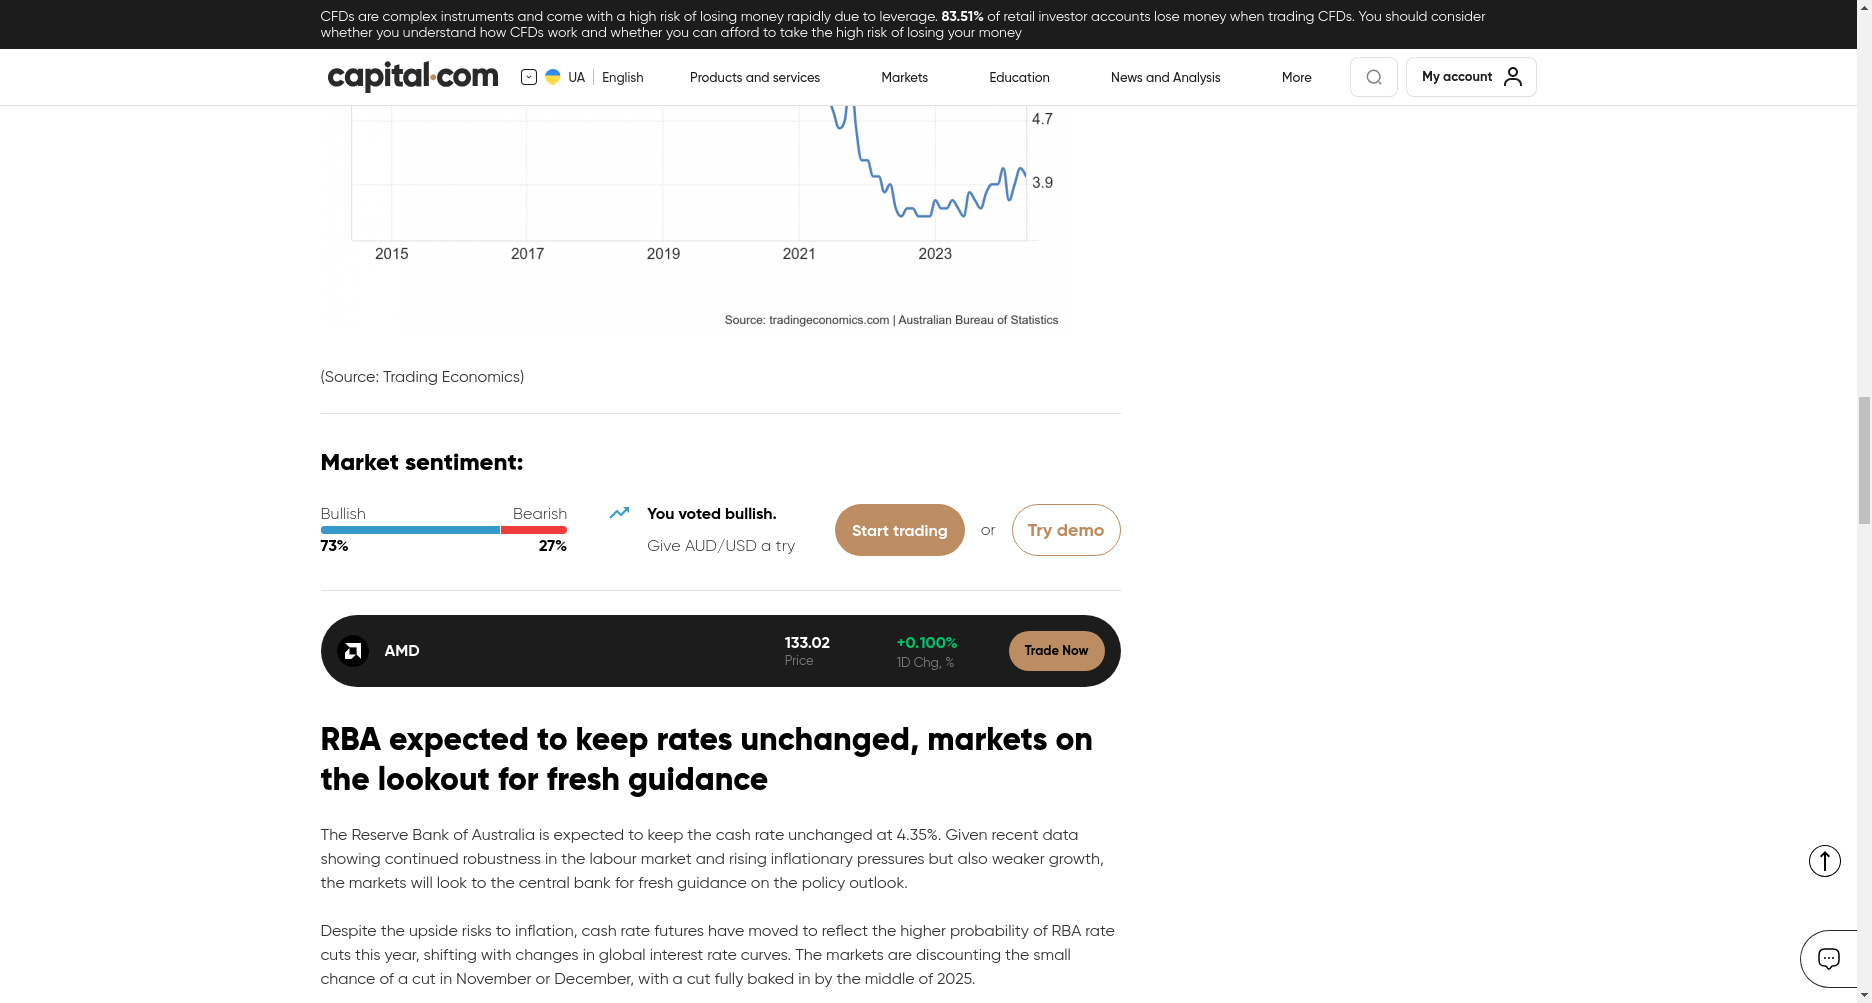 CFDs are complex instruments and come with a high risk of losing money rapidly due to leverage. 83.51% of retail investor accounts lose money when trading CFDs. You should consider
whether you understand how CFDs work and whether you can afford to take the high risk of losing your money
capital.com
UA
English
Products and services
Markets
Education
News and Analysis
More
My account
4.7
3.9
2015
2017
2019
2021
2023
Source: tradingeconomics.com | Australian Bureau of Statistics
(Source: Trading Economics)
Market sentiment:
Bullish
Bearish
73%
27%
You voted bullish.
Give AUD/USD a try
Start trading
or
Try demo
AMD
133.02
Price
+0.100%
1D Chg, %
Trade Now
RBA expected to keep rates unchanged, markets on
the lookout for fresh guidance
The Reserve Bank of Australia is expected to keep the cash rate unchanged at 4.35%. Given recent data
showing continued robustness in the labour market and rising inflationary pressures but also weaker growth,
the markets will look to the central bank for fresh guidance on the policy outlook.
Despite the upside risks to inflation, cash rate futures have moved to reflect the higher probability of RBA rate
cuts this year, shifting with changes in global interest rate curves. The markets are discounting the small
chance of a cut in November or December, with a cut fully baked in by the middle of 2025.